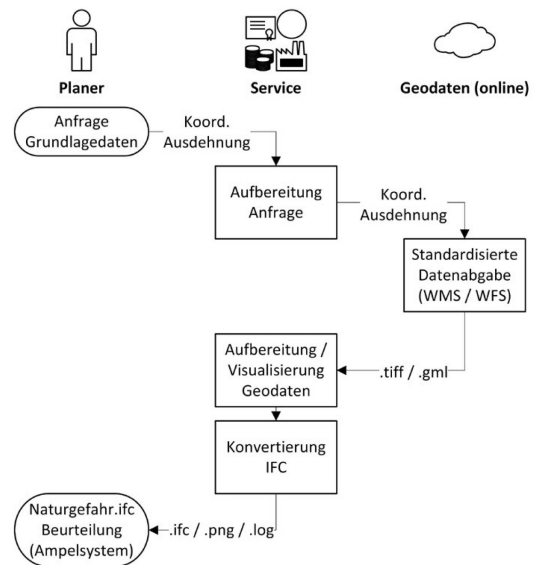 Planer
Service
Geodaten (online)
Anfrage
Grundlagedaten
Koord.
Ausdehnung
Aufbereitung
Anfrage
Koord.
Ausdehnung
Standardisierte
Datenabgabe
(WMS / WFS)
.tiff / .gml
Aufbereitung /
Visualisierung
Geodaten
Konvertierung
IFC
.ifc / .png / .log
Naturgefahr.ifc
Beurteilung
(Ampelsystem)